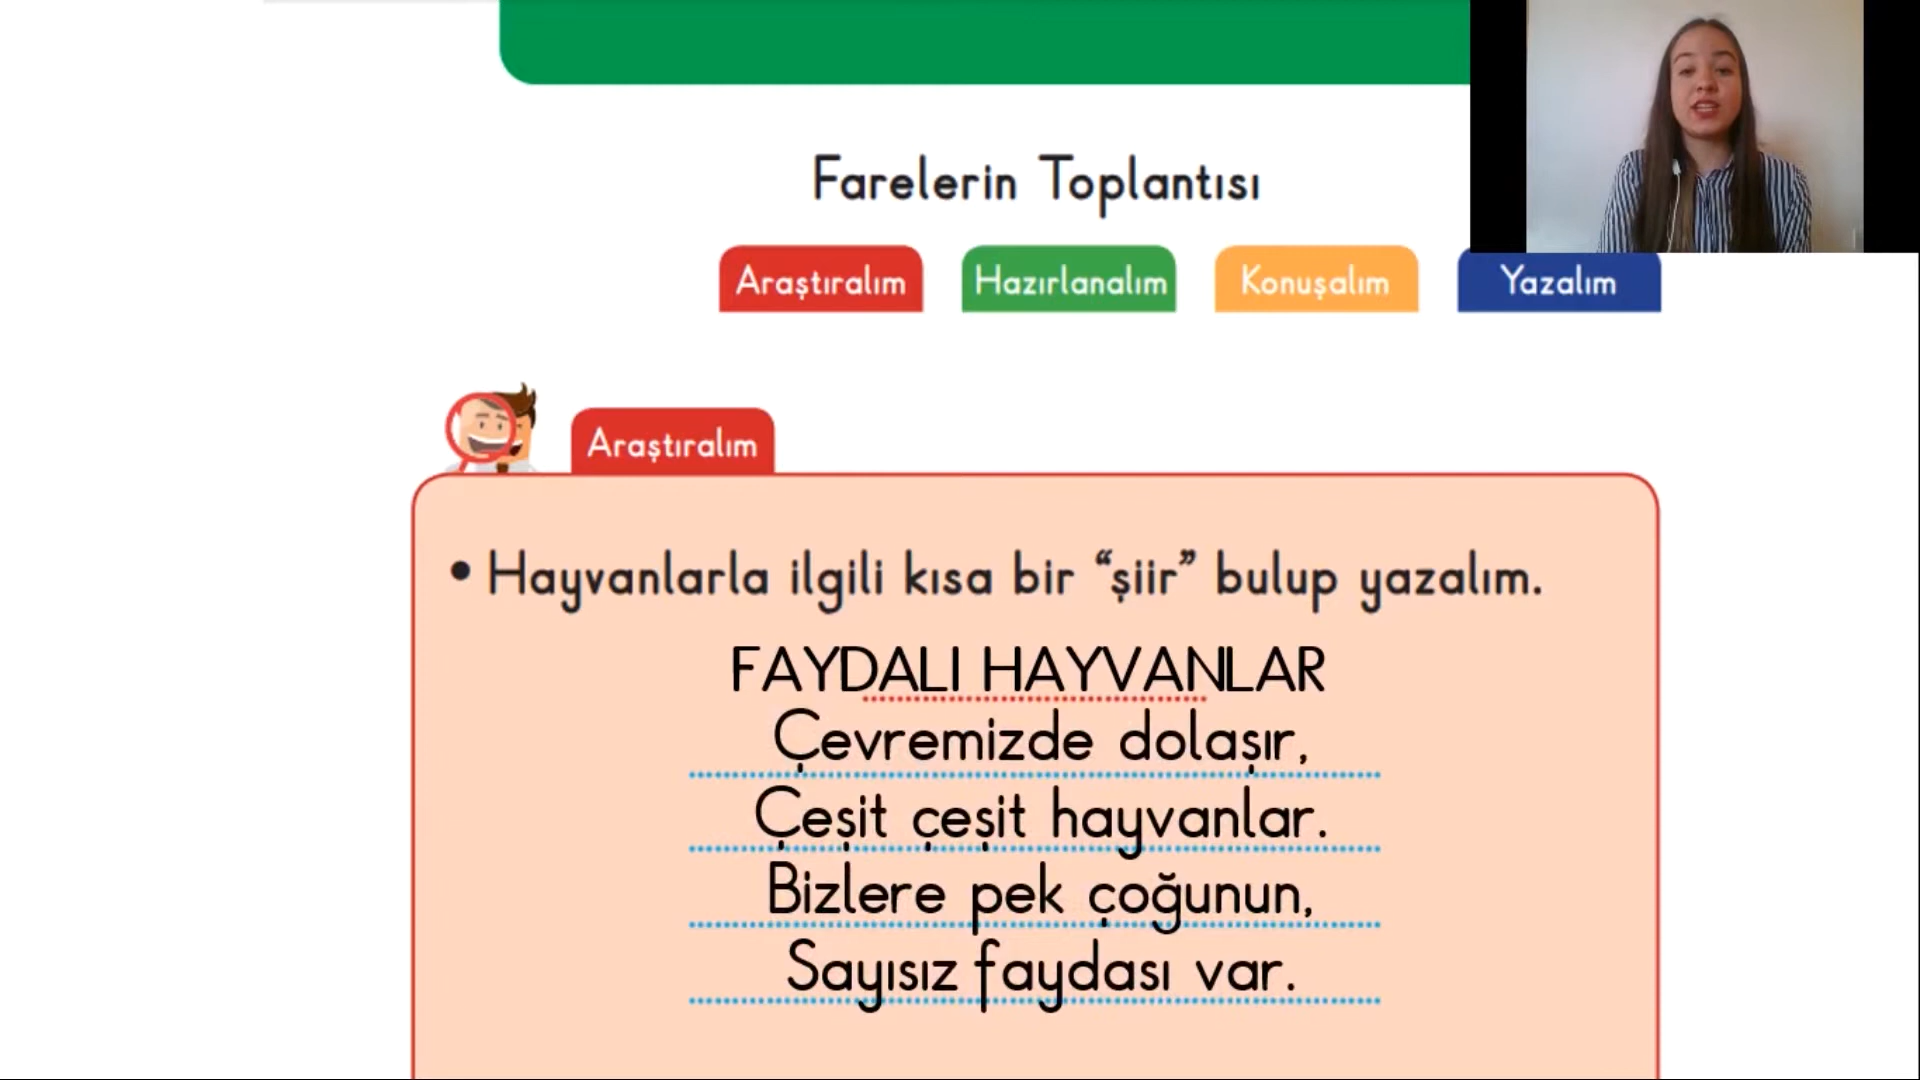 Farelerin Toplantısı
Araştıralım Hazırlanalım Konuşalım Yazalım
Araştıralım
• Hayvanlarla ilgili kısa bir “şiir” bulup yazalım.
FAYDALI HAYVANLAR
Çevremizde dolaşır,
Çeşit çeşit hayvanlar.
Bizlere pek çoğunun,
Sayısız faydası var.